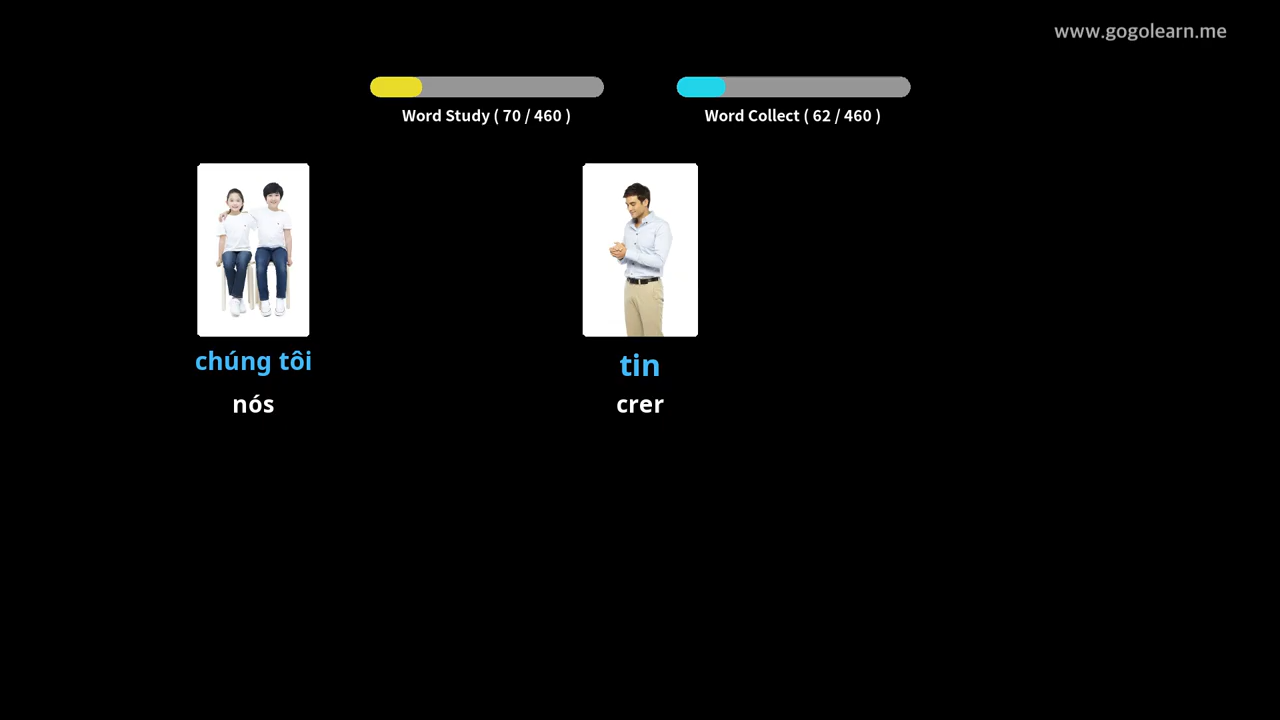 www.gogolearn.me
Word Study ( 70 / 460 )
Word Collect ( 62 / 460 )
chúng tôi
nós
tin
crer